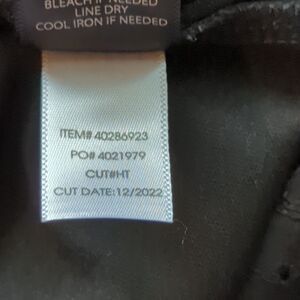 BLEACH IF NEEDED
LINE DRY
COOL IRON IF NEEDED
ITEM# 40286923
PO# 4021979
CUT#HT
CUT DATE: 12/2022